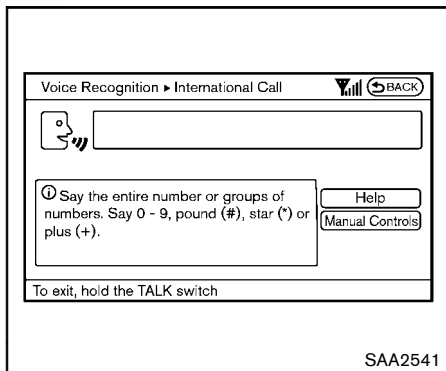 Voice Recognition ▸ International Call BACK
ⓘ Say the entire number or groups of
numbers. Say 0 - 9, pound (#), star (*) or
plus (+).
Help
Manual Controls
To exit, hold the TALK switch
SAA2541